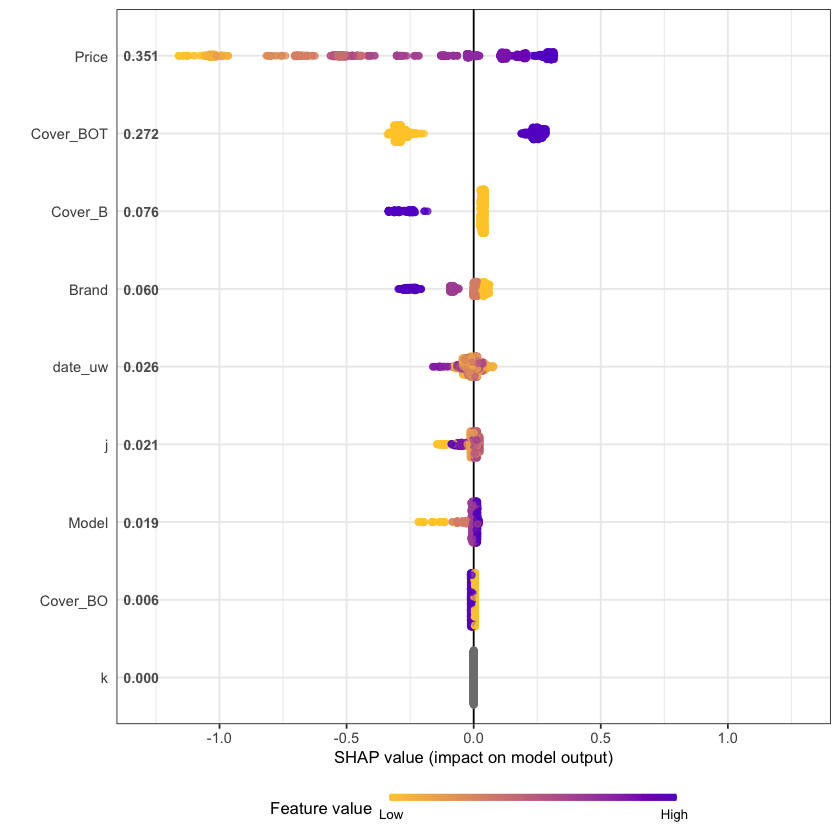 Price 0.351
Cover_BOT 0.272
Cover_B 0.076
Brand 0.060
date_uw 0.026
j 0.021
Model 0.019
Cover_BO 0.006
k 0.000
-1.0 -0.5 0.0 0.5 1.0
SHAP value (impact on model output)
Feature value
Low High